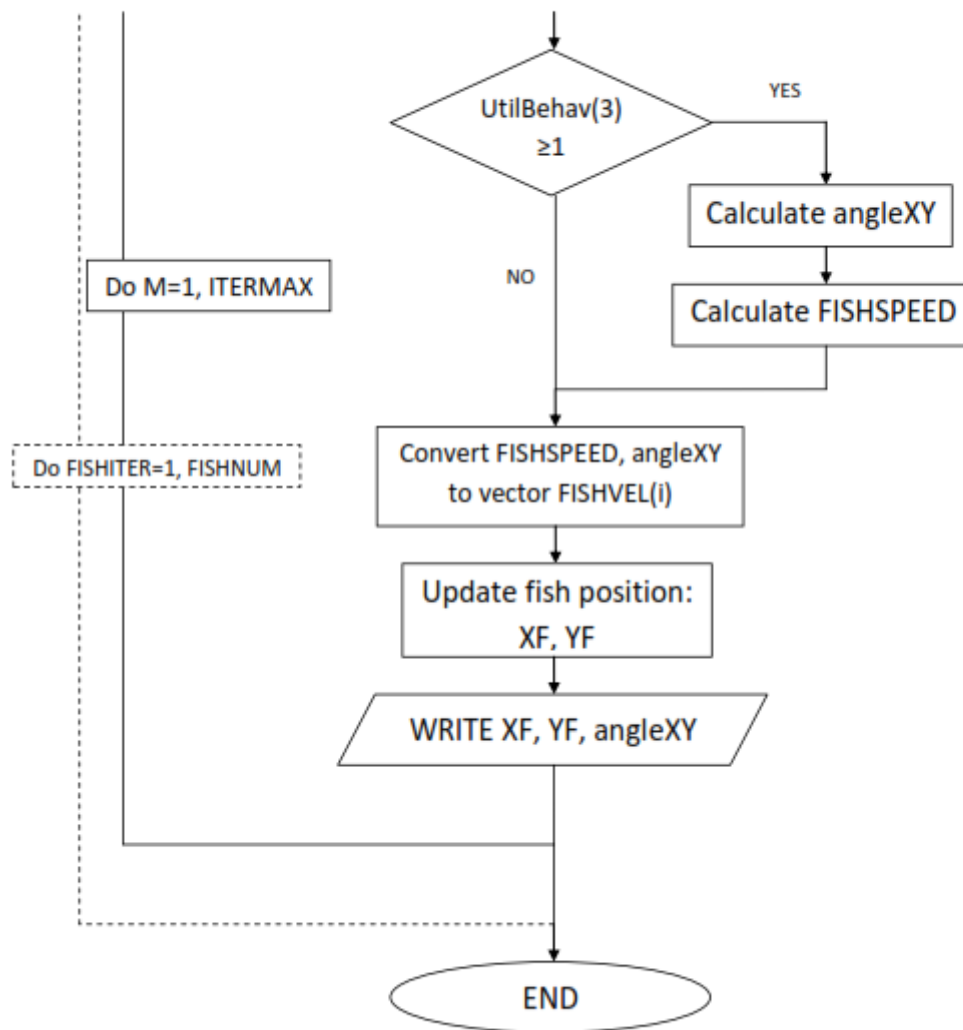 UtilBehav(3)
≥1
YES
Calculate angleXY
NO
Do M=1, ITERMAX
Calculate FISHSPEED
Do FISHITER=1, FISHNUM
Convert FISHSPEED, angleXY
to vector FISHVEL(i)
Update fish position:
XF, YF
WRITE XF, YF, angleXY
END